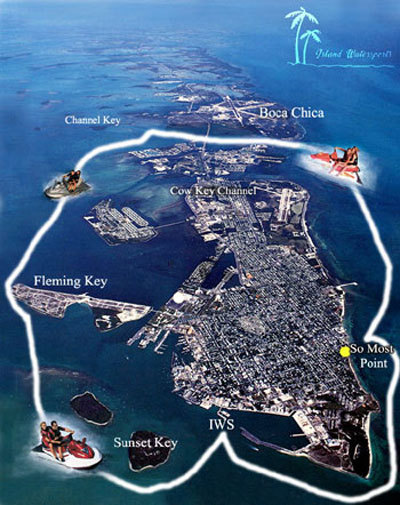 Island Watersports
Boca Chica
Channel Key
Cow Key Channel
Fleming Key
So Most
Point
IWS
Sunset Key